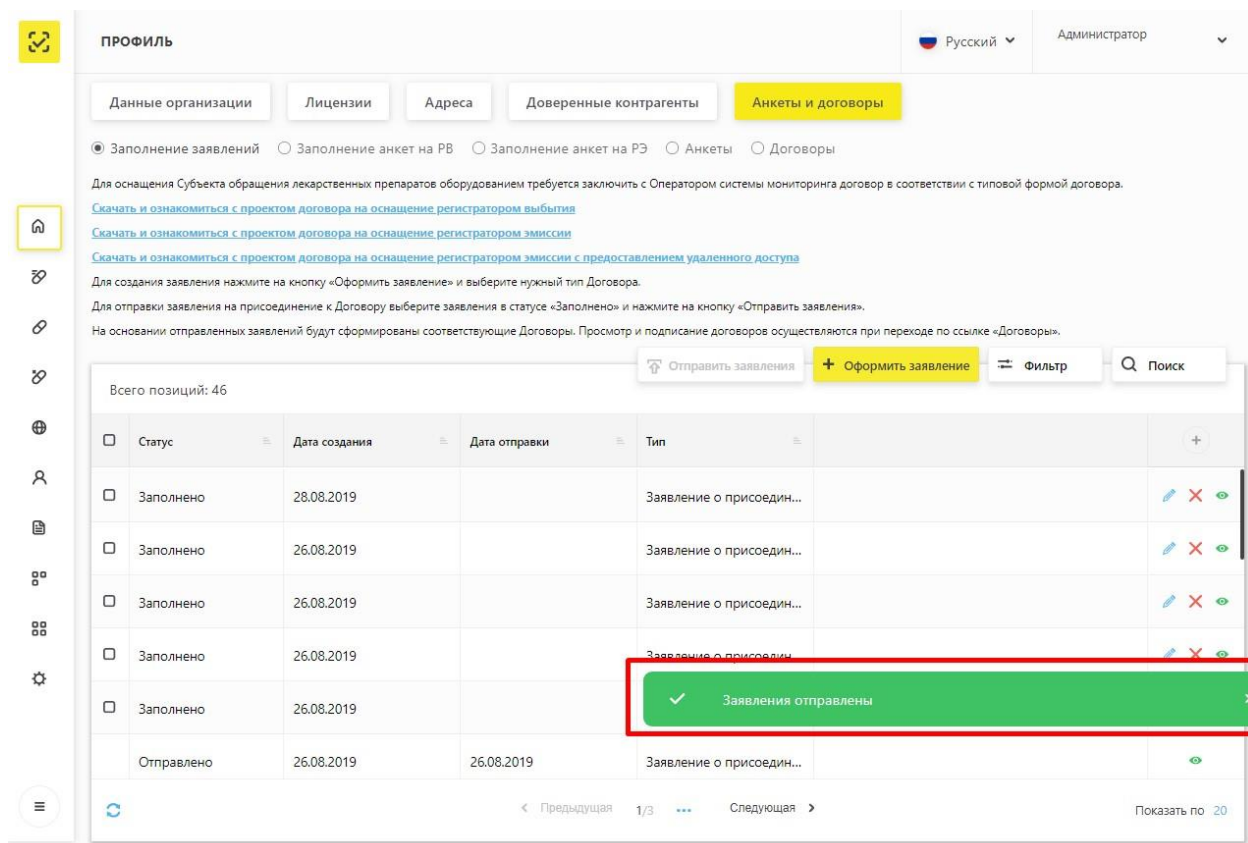 ПРОФИЛЬ
Русский
Администратор
Данные организации
Лицензии
Адреса
Доверенные контрагенты
Анкеты и договоры
Заполнение заявлений
Заполнение анкет на РВ
Заполнение анкет на РЭ
Анкеты
Договоры
Для оснащения Субъекта обращения лекарственных препаратов оборудованием требуется заключить с Оператором системы мониторинга договор в соответствии с типовой формой договора.
Скачать и ознакомиться с проектом договора на оснащение регистратором выбытия
Скачать и ознакомиться с проектом договора на оснащение регистратором эмиссии
Скачать и ознакомиться с проектом договора на оснащение регистратором эмиссии с предоставлением удаленного доступа
Для создания заявления нажмите на кнопку «Оформить заявление» и выберите нужный тип Договора.
Для отправки заявления на присоединение к Договору выберите заявления в статусе «Заполнено» и нажмите на кнопку «Отправить заявления».
На основании отправленных заявлений будут сформированы соответствующие Договоры. Просмотр и подписание договоров осуществляются при переходе по ссылке «Договоры».
Отправить заявления
+ Оформить заявление
Фильтр
Поиск
Всего позиций: 46
Статус Дата создания Дата отправки Тип
Заполнено 28.08.2019 Заявление о присоедин...
Заполнено 26.08.2019 Заявление о присоедин...
Заполнено 26.08.2019 Заявление о присоедин...
Заполнено 26.08.2019 Заявление о присоедин...
Заполнено 26.08.2019
Заявления отправлены
Отправлено 26.08.2019 26.08.2019 Заявление о присоедин...
Предыдущая 1/3 ... Следующая
Показать по 20